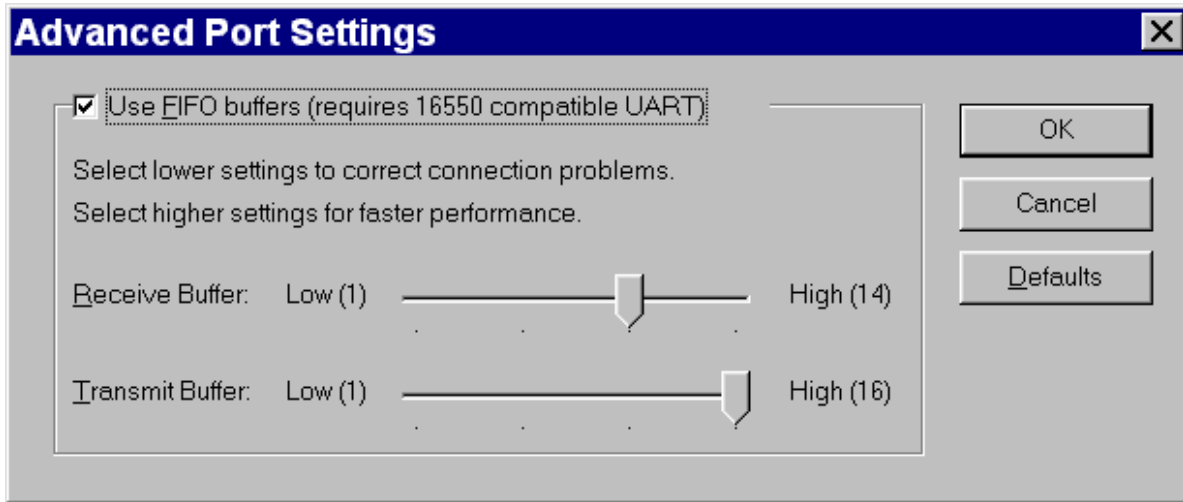 Advanced Port Settings
Use FIFO buffers (requires 16550 compatible UART)
OK
Select lower settings to correct connection problems.
Select higher settings for faster performance.
Cancel
Defaults
Receive Buffer: Low (1) High (14)
Transmit Buffer: Low (1) High (16)